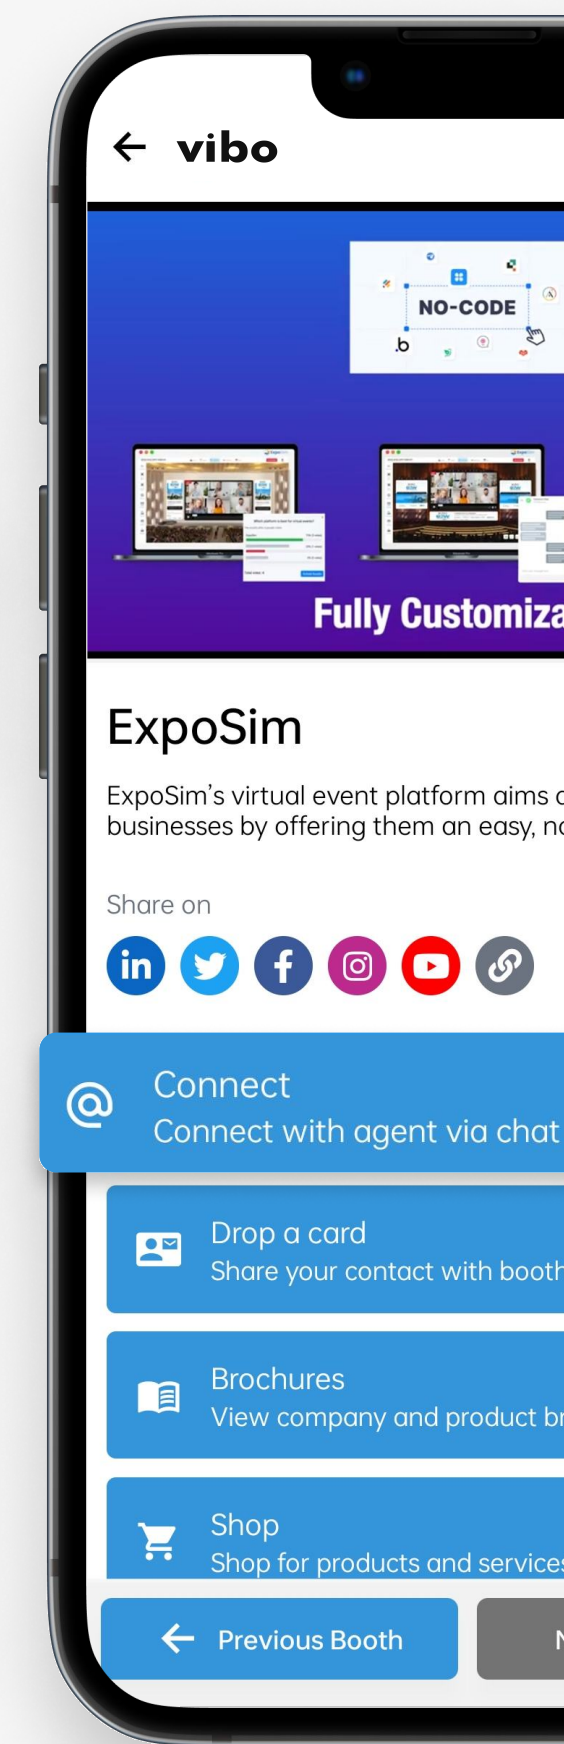 vibo
NO-CODE
.b
Fully Customiza
ExpoSim
ExpoSim's virtual event platform aims
businesses by offering them an easy,
Share on
in
Connect
Connect with agent via chat
Drop a card
Share your contact with booth
Brochures
View company and product br
Shop
Shop for products and services
Previous Booth
N